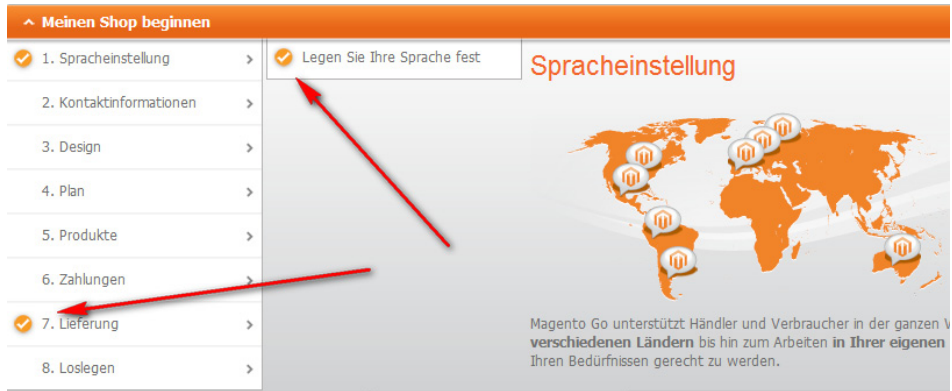 Meinen Shop beginnen
1. Spracheinstellung
2. Kontaktinformationen
3. Design
4. Plan
5. Produkte
6. Zahlungen
7. Lieferung
8. Loslegen
Legen Sie Ihre Sprache fest
Spracheinstellung
Magento Go unterstützt Händler und Verbraucher in der ganzen
verschiedenen Ländern bis hin zum Arbeiten in Ihrer eigenen
Ihren Bedürfnissen gerecht zu werden.